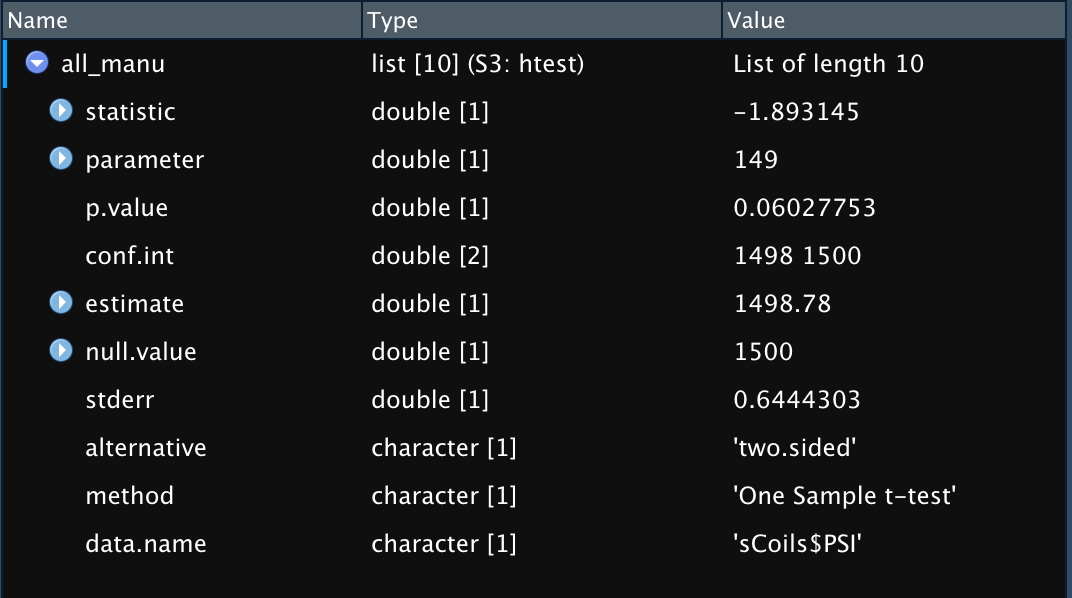 Name Type Value
all_manu list [10] (S3: htest) List of length 10
statistic double [1] -1.893145
parameter double [1] 149
p.value double [1] 0.06027753
conf.int double [2] 1498 1500
estimate double [1] 1498.78
null.value double [1] 1500
stderr double [1] 0.6444303
alternative character [1] 'two.sided'
method character [1] 'One Sample t-test'
data.name character [1] 'sCoils$PSI'